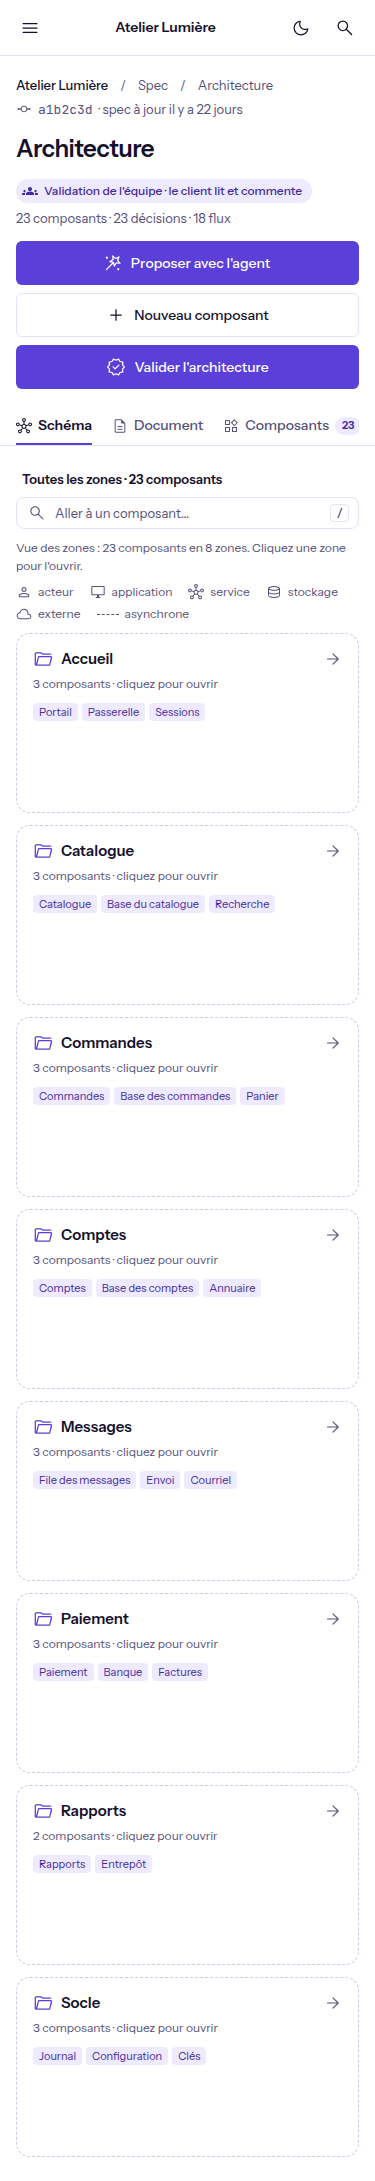 Atelier Lumière
Atelier Lumière / Spec / Architecture
a1b2c3d · spec à jour il y a 22 jours
Architecture
Validation de l'équipe · le client lit et commente
23 composants · 23 décisions · 18 flux
Proposer avec l'agent
Nouveau composant
Valider l'architecture
Schéma Document Composants 23
Toutes les zones · 23 composants
Aller à un composant... /
Vue des zones : 23 composants en 8 zones. Cliquez une zone
pour l'ouvrir.
acteur application service stockage
externe asynchrone
Accueil
3 composants · cliquez pour ouvrir
Portail Passerelle Sessions
Catalogue
3 composants · cliquez pour ouvrir
Catalogue Base du catalogue Recherche
Commandes
3 composants · cliquez pour ouvrir
Commandes Base des commandes Panier
Comptes
3 composants · cliquez pour ouvrir
Comptes Base des comptes Annuaire
Messages
3 composants · cliquez pour ouvrir
File des messages Envoi Courriel
Paiement
3 composants · cliquez pour ouvrir
Paiement Banque Factures
Rapports
2 composants · cliquez pour ouvrir
Rapports Entrepôt
Socle
3 composants · cliquez pour ouvrir
Journal Configuration Clés